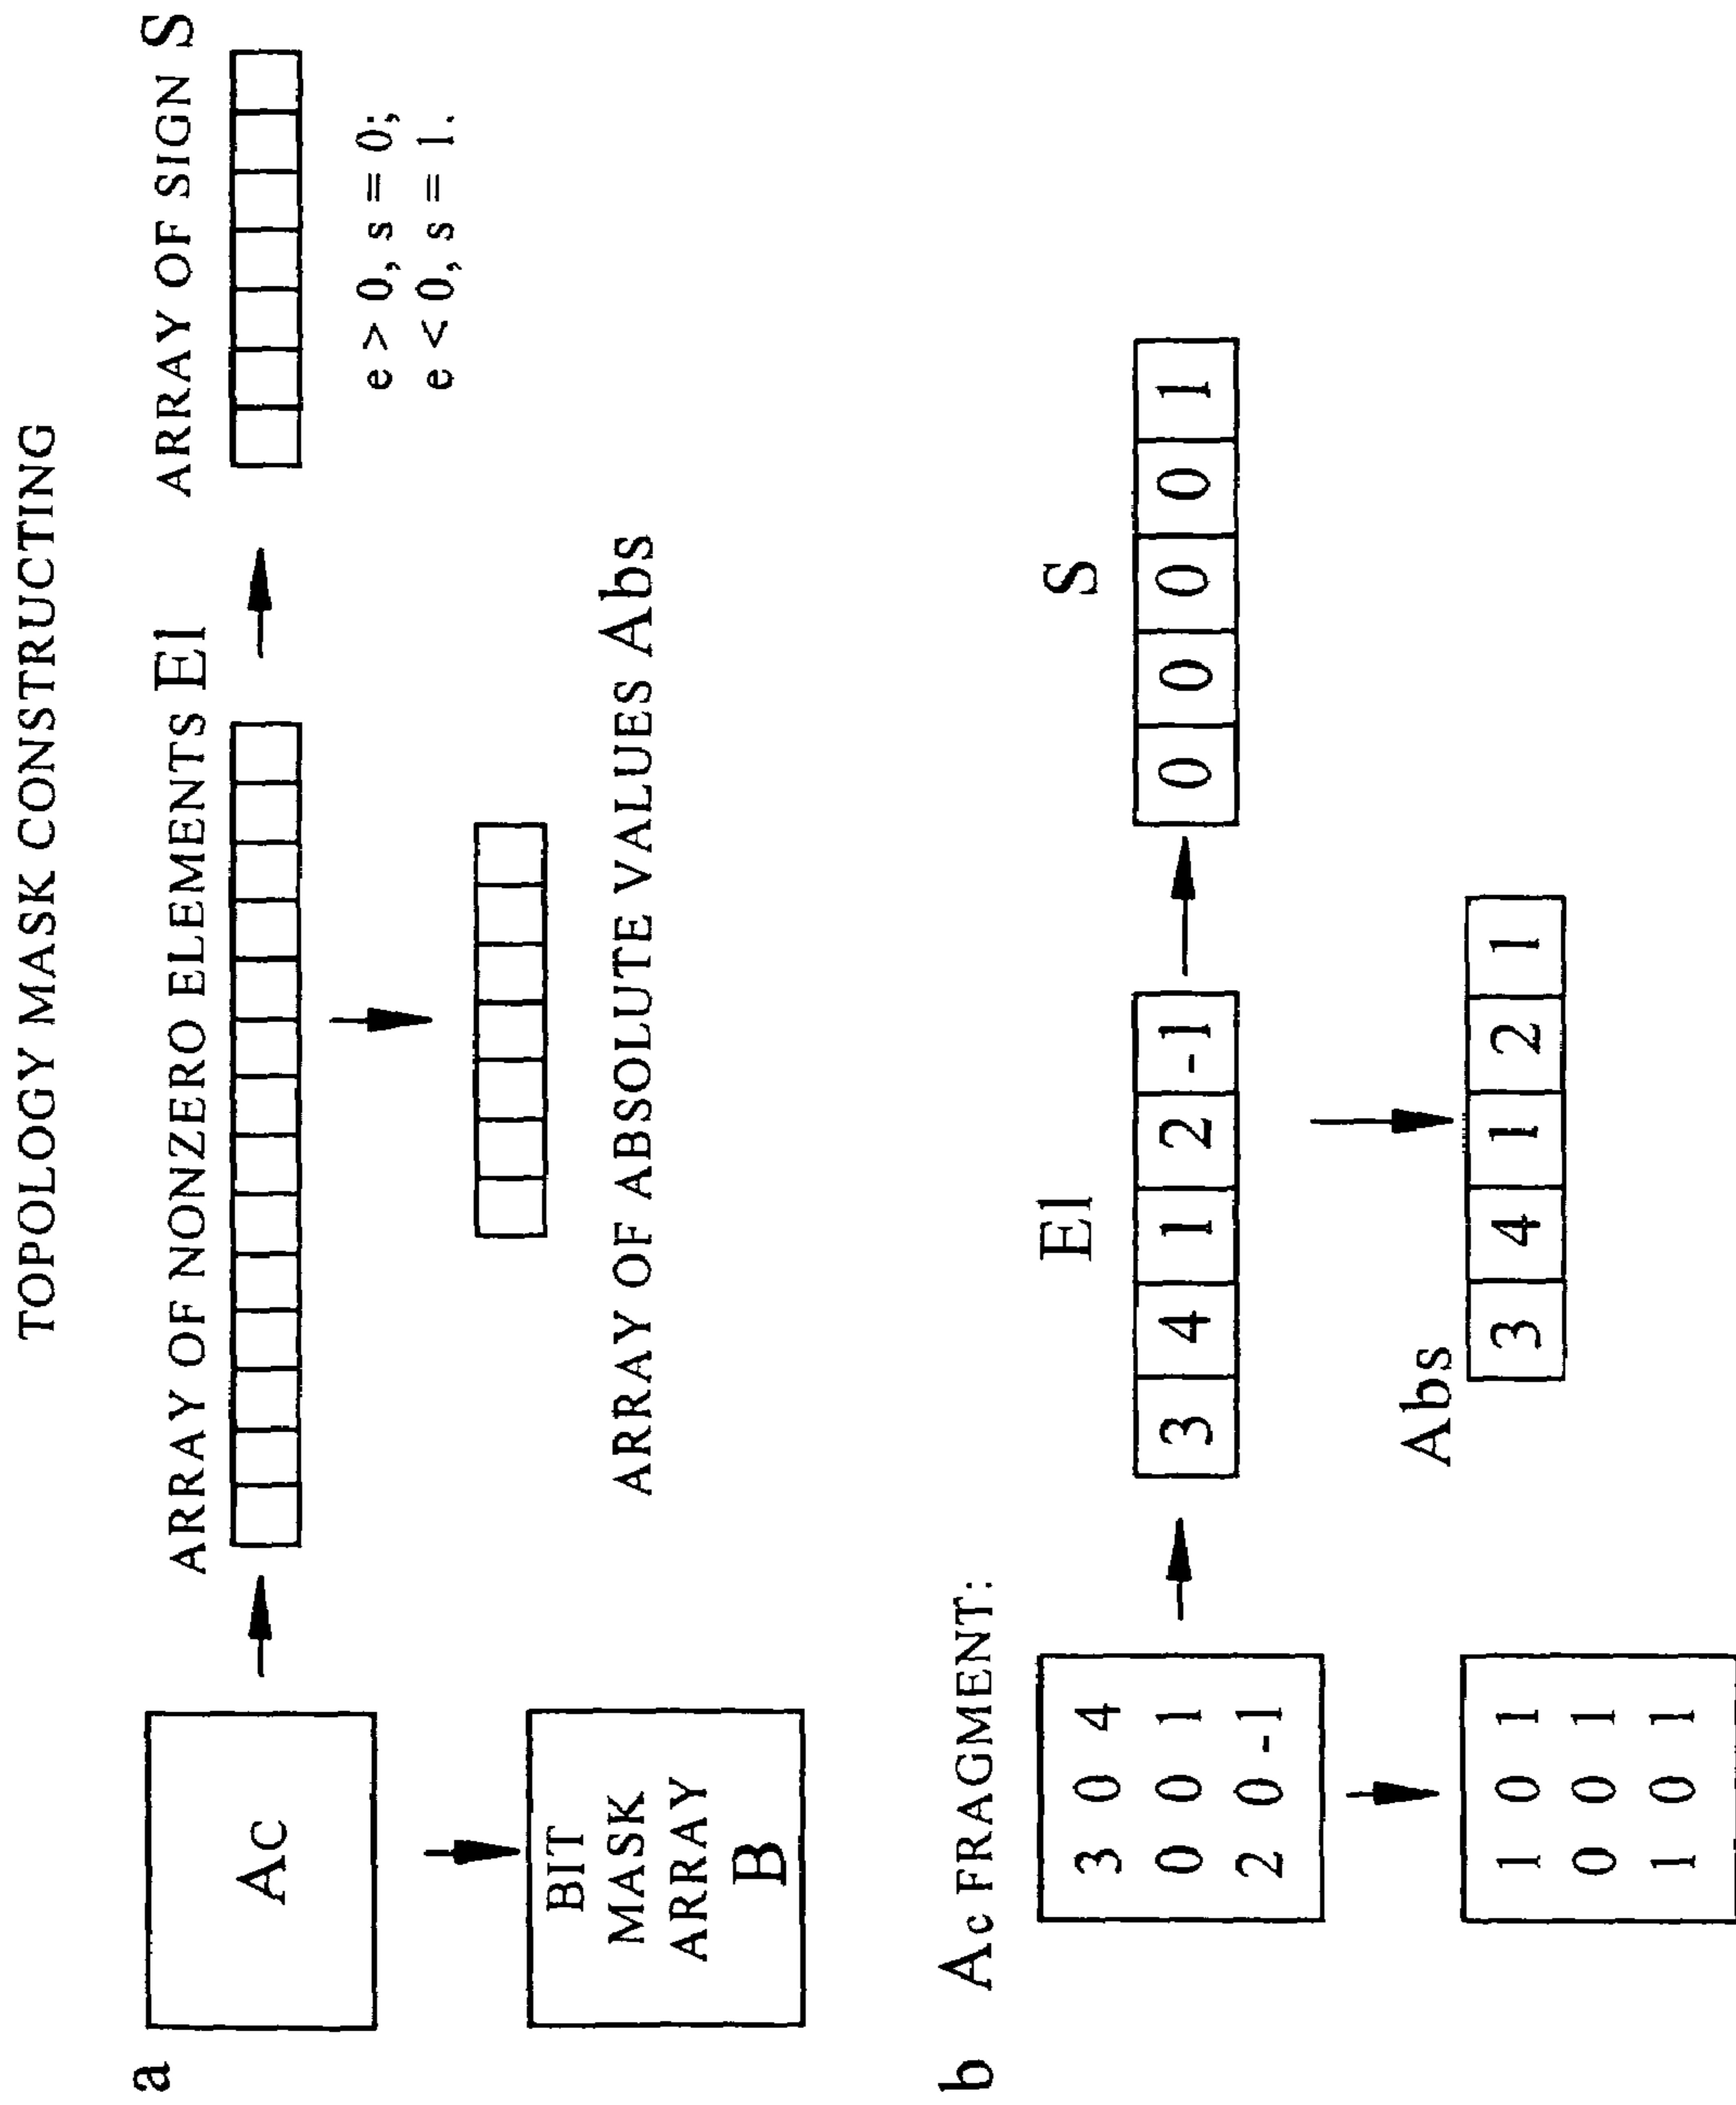 TOPOLOGY MASK CONSTRUCTING
a
Ac
ARRAY OF NONZERO ELEMENTS El
ARRAY OF SIGN S
e > 0, s = 0;
e < 0, s = 1.
BIT
MASK
ARRAY
B
ARRAY OF ABSOLUTE VALUES Abs
b Ac FRAGMENT:
3 0 4
0 0 1
2 0 -1
El
3 4 1 2 -1
S
0 0 0 0 1
Abs
3 4 1 2 1
1 0 1
0 0 1
1 0 1